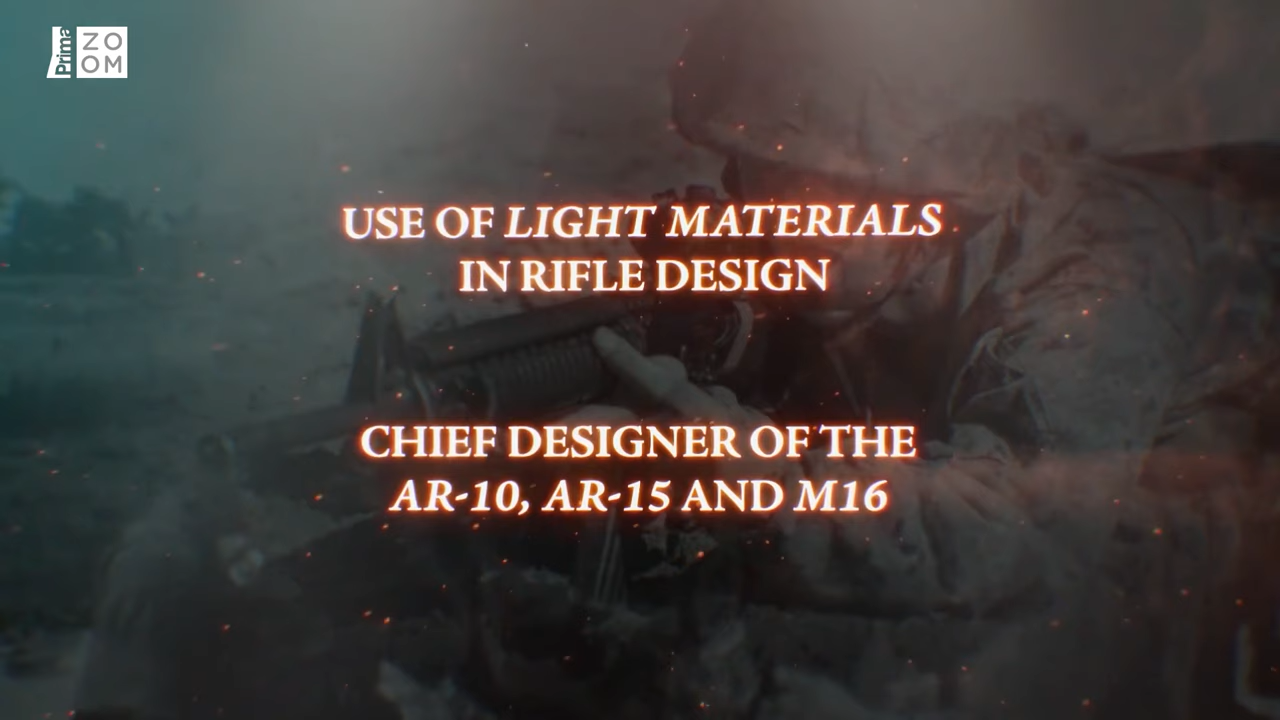 Prima
ZO
OM
USE OF LIGHT MATERIALS
IN RIFLE DESIGN
CHIEF DESIGNER OF THE
AR-10, AR-15 AND M16